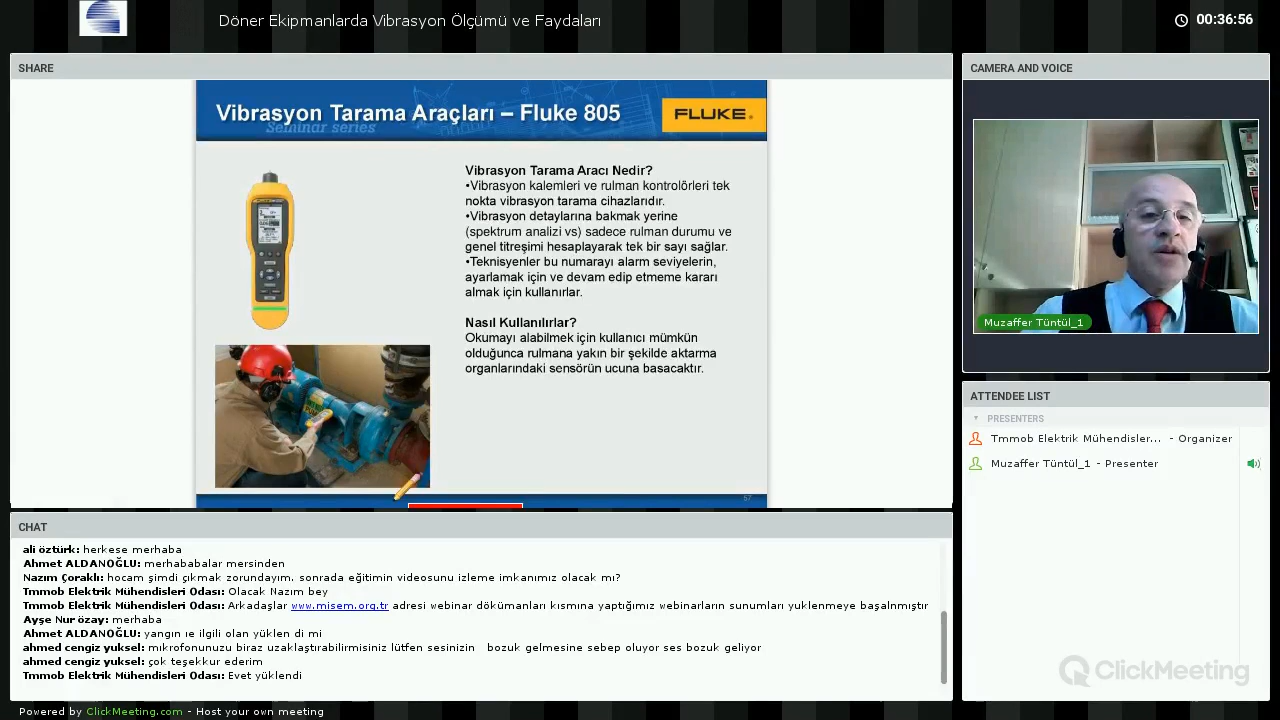 Döner Ekipmanlarda Vibrasyon Ölçümü ve Faydaları
00:36:56
SHARE
Vibrasyon Tarama Araçları – Fluke 805
Seminar series
FLUKE®
Vibrasyon Tarama Aracı Nedir?
•Vibrasyon kalemleri ve rulman kontrolörleri tek
nokta vibrasyon tarama cihazlarıdır.
•Vibrasyon detaylarına bakmak yerine
(spektrum analizi vs) sadece rulman durumu ve
genel titreşimi hesaplayarak tek bir sayı sağlar.
•Teknisyenler bu numarayı alarm seviyelerin,
ayarlamak için ve devam edip etmeme kararı
almak için kullanırlar.
Nasıl Kullanılırlar?
Okumayı alabilmek için kullanıcı mümkün
olduğunca rulmana yakın bir şekilde aktarma
organlarındaki sensörün ucuna basacaktır.
57
CAMERA AND VOICE
Muzaffer Tüntül_1
ATTENDEE LIST
PRESENTERS
Tmmob Elektrik Mühendisler... - Organizer
Muzaffer Tüntül_1 - Presenter
CHAT
ali öztürk: herkese merhaba
Ahmet ALDANOĞLU: merhababalar mersinden
Nazım Çoraklı: hocam şimdi çıkmak zorundayım. sonrada eğitimin videosunu izleme imkanımız olacak mı?
Tmmob Elektrik Mühendisleri Odası: Olacak Nazım bey
Tmmob Elektrik Mühendisleri Odası: Arkadaşlar www.misem.org.tr adresi webinar dökümanları kısmına yaptığımız webinarların sunumları yuklenmeye başalnmıştır
Ayşe Nur özay: merhaba
Ahmet ALDANOĞLU: yangın ıe ilgili olan yüklen di mi
ahmed cengiz yuksel: mıkrofonunuzu biraz uzaklaştırabilirmisiniz lütfen sesinizin bozuk gelmesine sebep oluyor ses bozuk geliyor
ahmed cengiz yuksel: çok teşekkur ederim
Tmmob Elektrik Mühendisleri Odası: Evet yüklendi
ClickMeeting
Powered by ClickMeeting.com - Host your own meeting